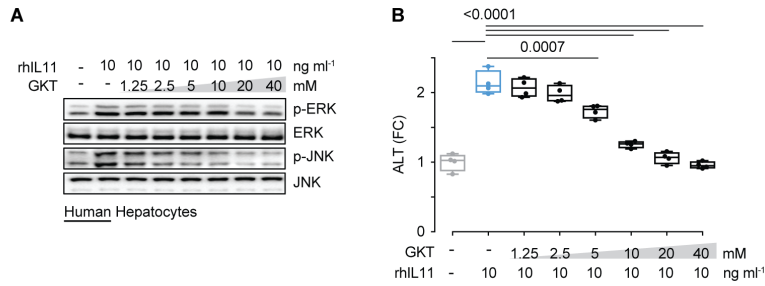 A
rhIL11 - 10 10 10 10 10 10 10 ng ml-1
GKT - - 1.25 2.5 5 10 20 40 mM
p-ERK
ERK
p-JNK
JNK
Human Hepatocytes
B
<0.0001
0.0007
ALT (FC)
2
1
0
GKT - - 1.25 2.5 5 10 20 40 mM
rhIL11 - 10 10 10 10 10 10 10 ng ml-1